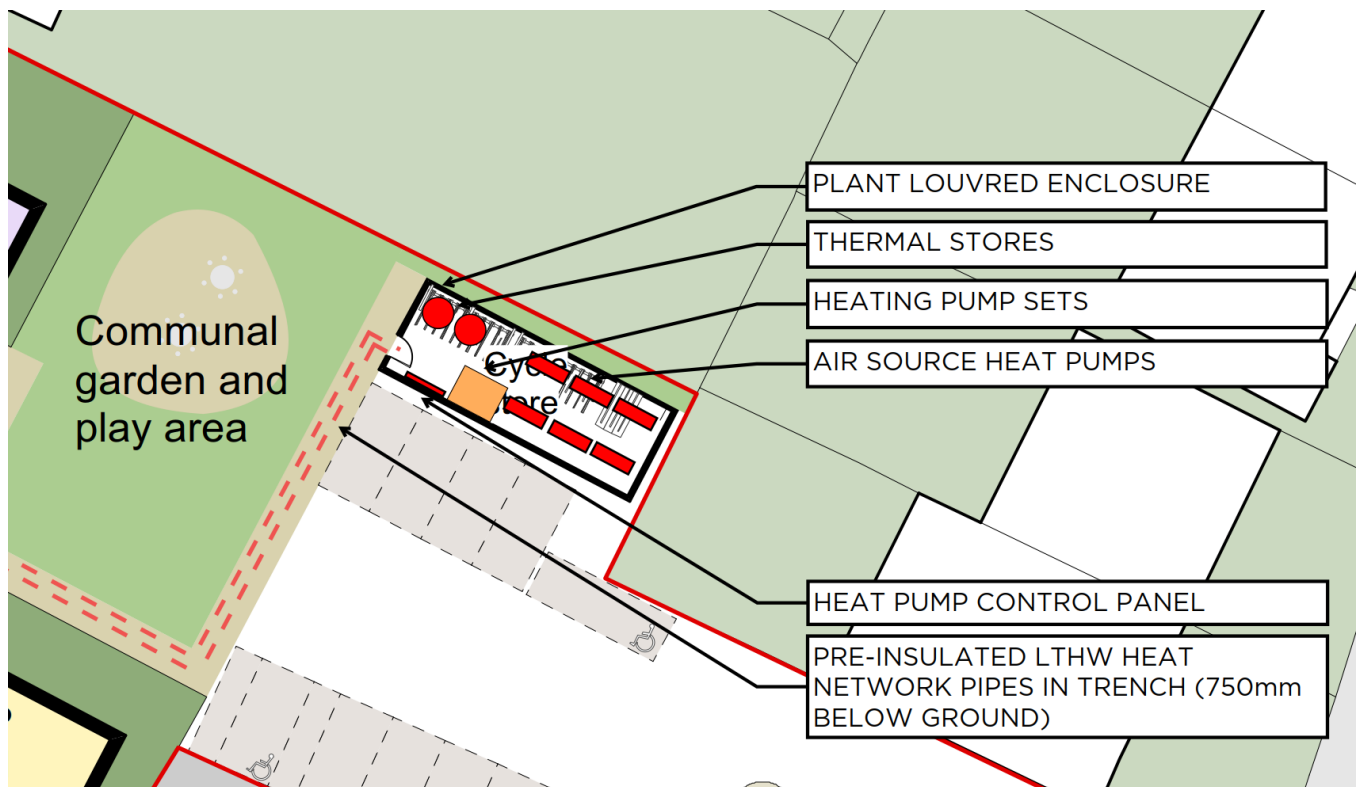 PLANT LOUVRED ENCLOSURE
THERMAL STORES
HEATING PUMP SETS
AIR SOURCE HEAT PUMPS
Communal
garden and
play area
Cycle
HEAT PUMP CONTROL PANEL
PRE-INSULATED LTHW HEAT
NETWORK PIPES IN TRENCH (750mm
BELOW GROUND)